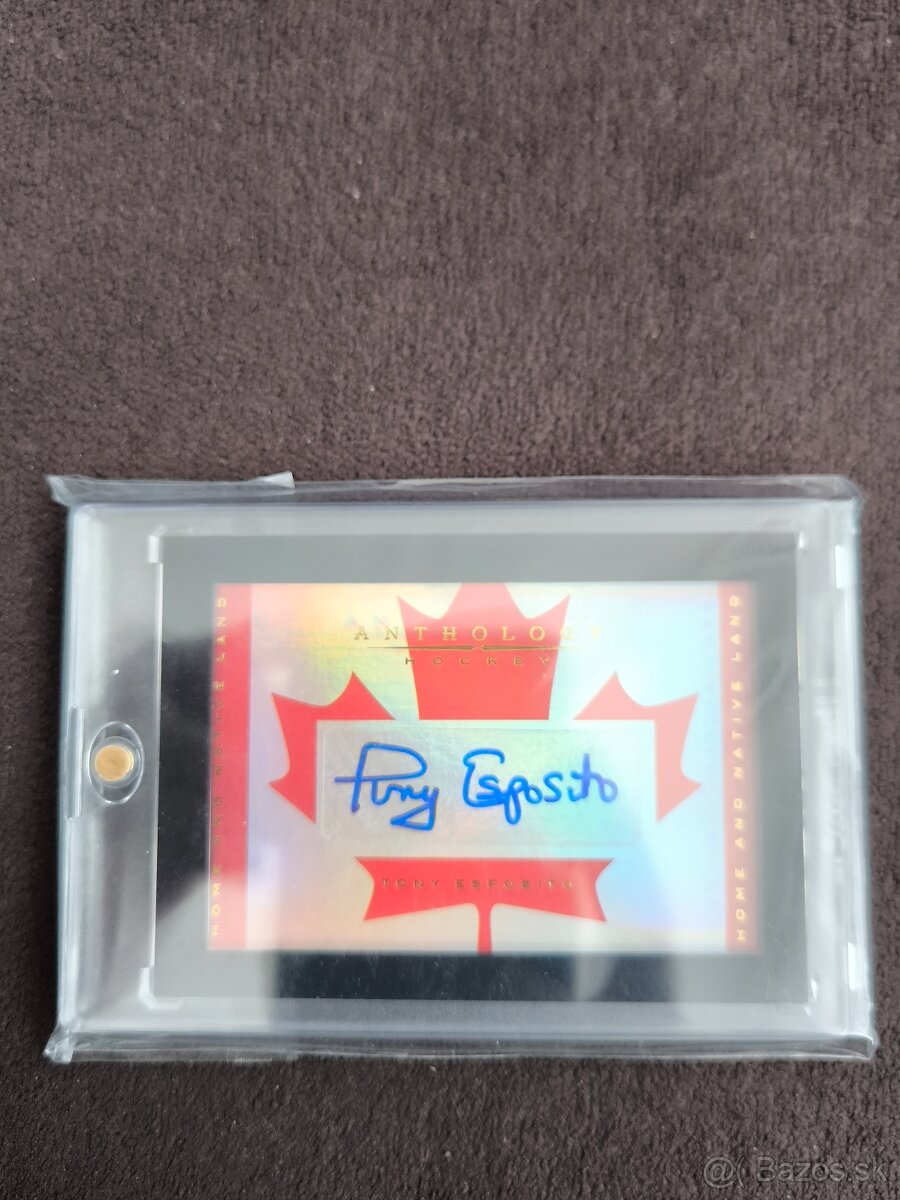 ANTHOLOGY
HOCKEY
HOME AND NATIVE LAND
HOME AND NATIVE LAND
Tony Esposito
TONY ESPOSITO
@ Bazos.sk